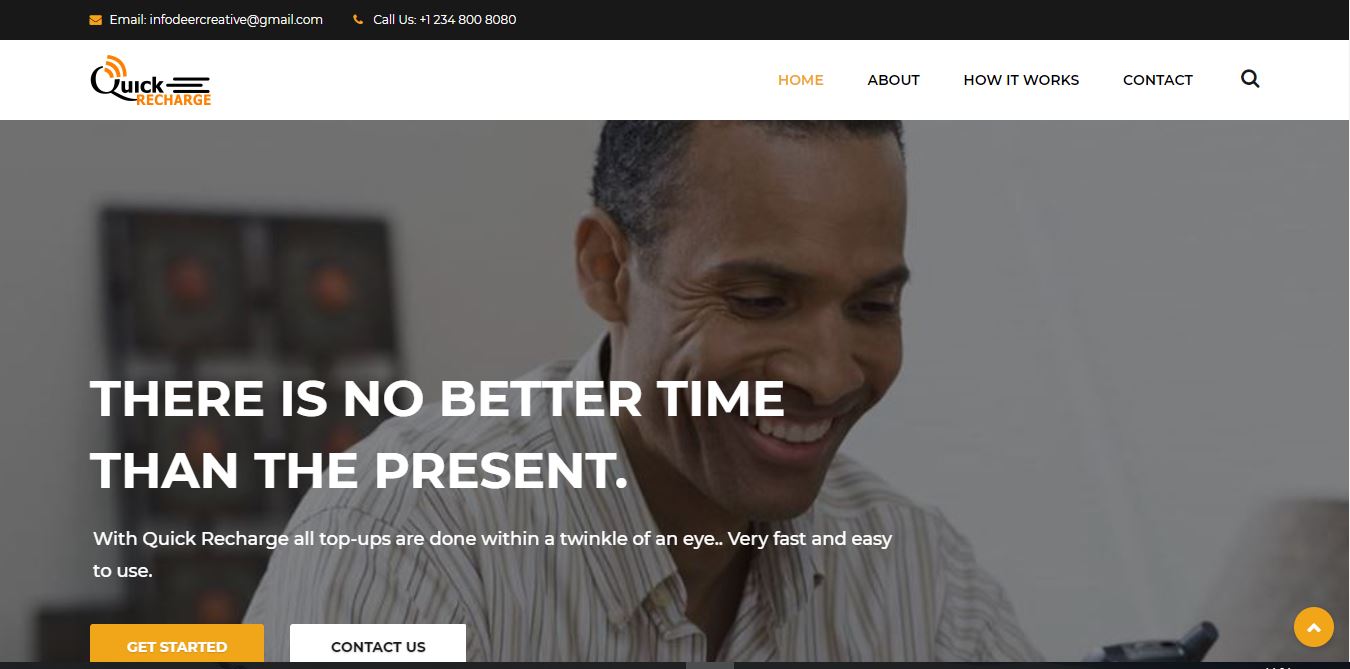 Email: infodeercreative@gmail.com Call Us: +1 234 800 8080
Quick
RECHARGE
HOME ABOUT HOW IT WORKS CONTACT
THERE IS NO BETTER TIME
THAN THE PRESENT.
With Quick Recharge all top-ups are done within a twinkle of an eye.. Very fast and easy
to use.
GET STARTED CONTACT US